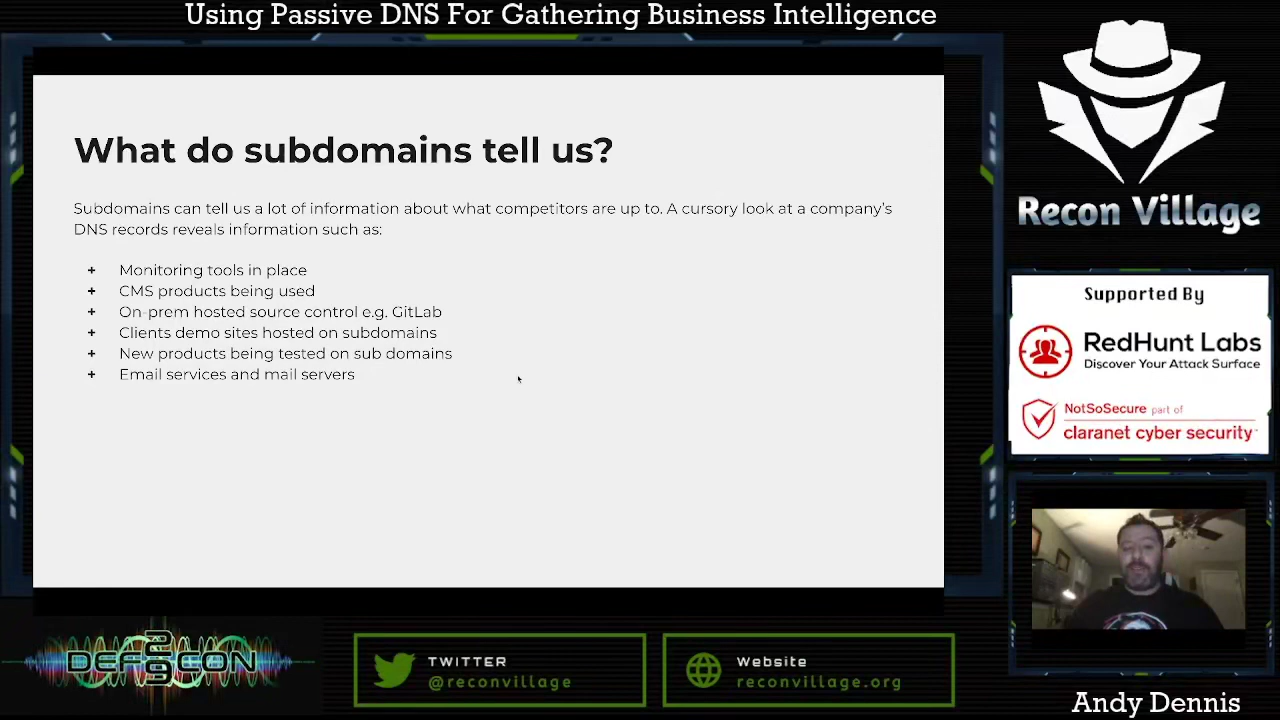 Using Passive DNS For Gathering Business Intelligence
What do subdomains tell us?
Subdomains can tell us a lot of information about what competitors are up to. A cursory look at a company's
DNS records reveals information such as:
+ Monitoring tools in place
+ CMS products being used
+ On-prem hosted source control e.g. GitLab
+ Clients demo sites hosted on subdomains
+ New products being tested on sub domains
+ Email services and mail servers
Recon Village
Supported By
RedHunt Labs
Discover Your Attack Surface
NotSoSecure part of
claranet cyber security
DEFCON
29
TWITTER
@reconvillage
Website
reconvillage.org
Andy Dennis